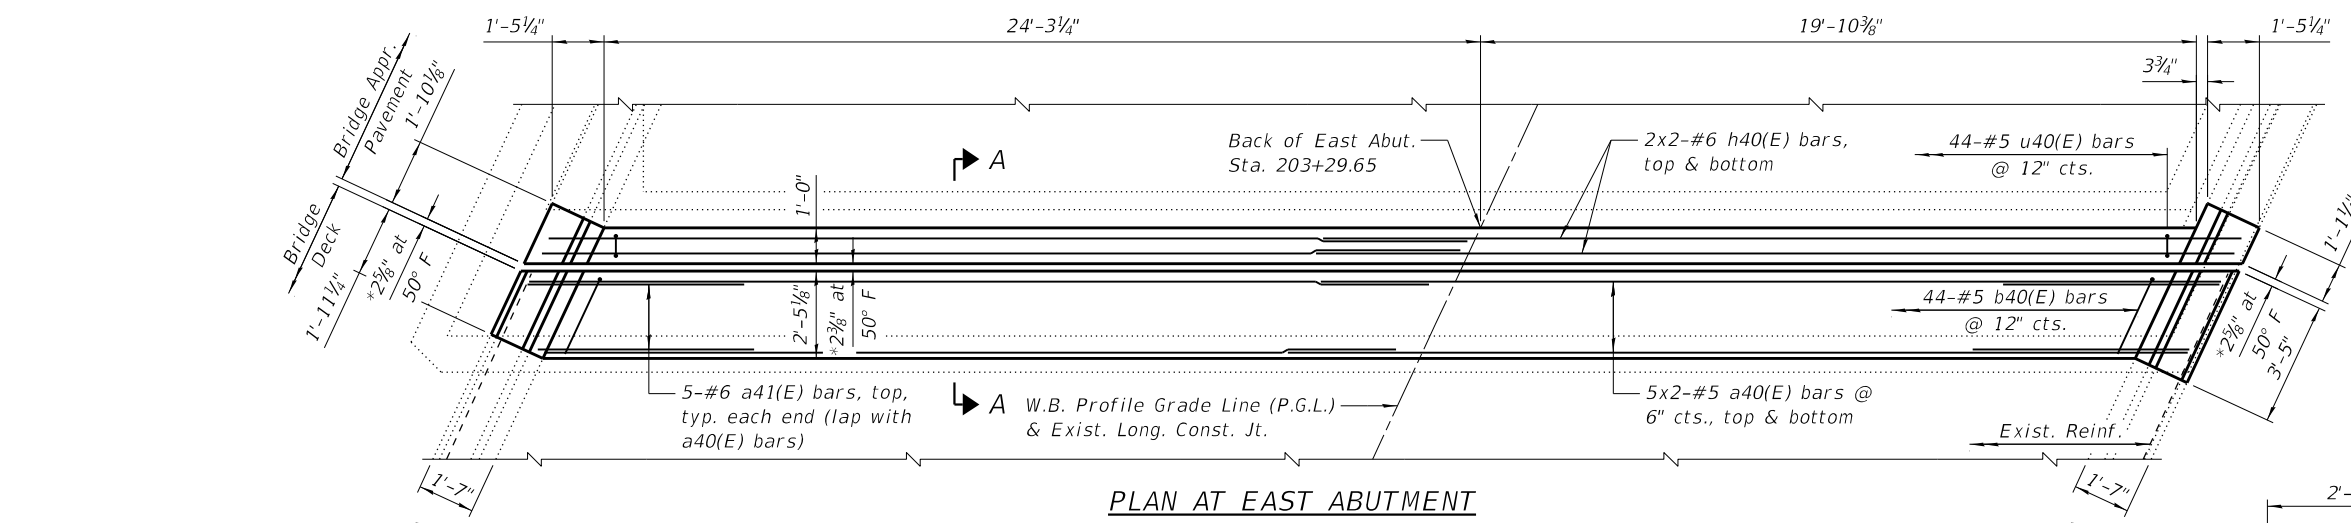 1'-5¼"
24'-3¼"
19'-10⅜"
1'-5¼"
3¾"
Bridge Appr.
Pavement
1'-10⅛"
Bridge
Deck
1'-11¼"
*2⅝" at
50° F
1'-0"
2'-5⅛"
*2⅜" at
50° F
A
Back of East Abut.
Sta. 203+29.65
2x2-#6 h40(E) bars,
top & bottom
44-#5 u40(E) bars
@ 12" cts.
44-#5 b40(E) bars
@ 12" cts.
*2⅝" at
50° F
3'-5"
5-#6 a41(E) bars, top,
typ. each end (lap with
a40(E) bars)
A
W.B. Profile Grade Line (P.G.L.)
& Exist. Long. Const. Jt.
5x2-#5 a40(E) bars @
6" cts., top & bottom
Exist. Reinf.
1'-7"
1'-7"
PLAN AT EAST ABUTMENT
2'-